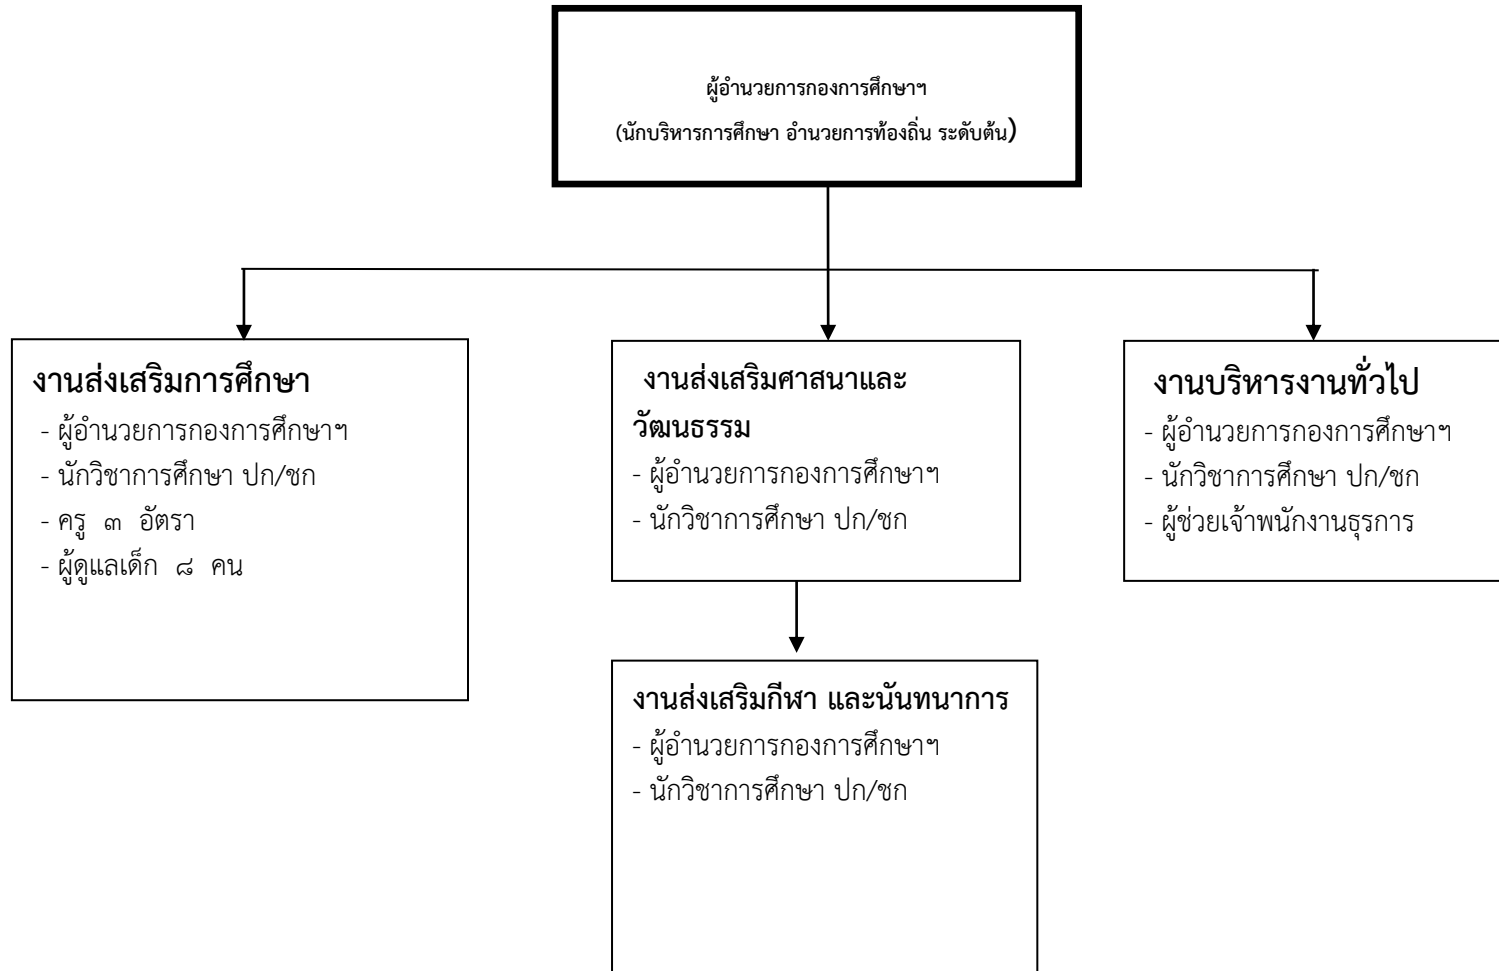 ผู้อำนวยการกองการศึกษาฯ
(นักบริหารการศึกษา อำนวยการท้องถิ่น ระดับต้น)
งานส่งเสริมการศึกษา
- ผู้อำนวยการกองการศึกษาฯ
- นักวิชาการศึกษา ปก/ชก
- ครู ๓ อัตรา
- ผู้ดูแลเด็ก ๘ คน
งานส่งเสริมศาสนาและ
วัฒนธรรม
- ผู้อำนวยการกองการศึกษาฯ
- นักวิชาการศึกษา ปก/ชก
งานบริหารงานทั่วไป
- ผู้อำนวยการกองการศึกษาฯ
- นักวิชาการศึกษา ปก/ชก
- ผู้ช่วยเจ้าพนักงานธุรการ
งานส่งเสริมกีฬา และนันทนาการ
- ผู้อำนวยการกองการศึกษาฯ
- นักวิชาการศึกษา ปก/ชก